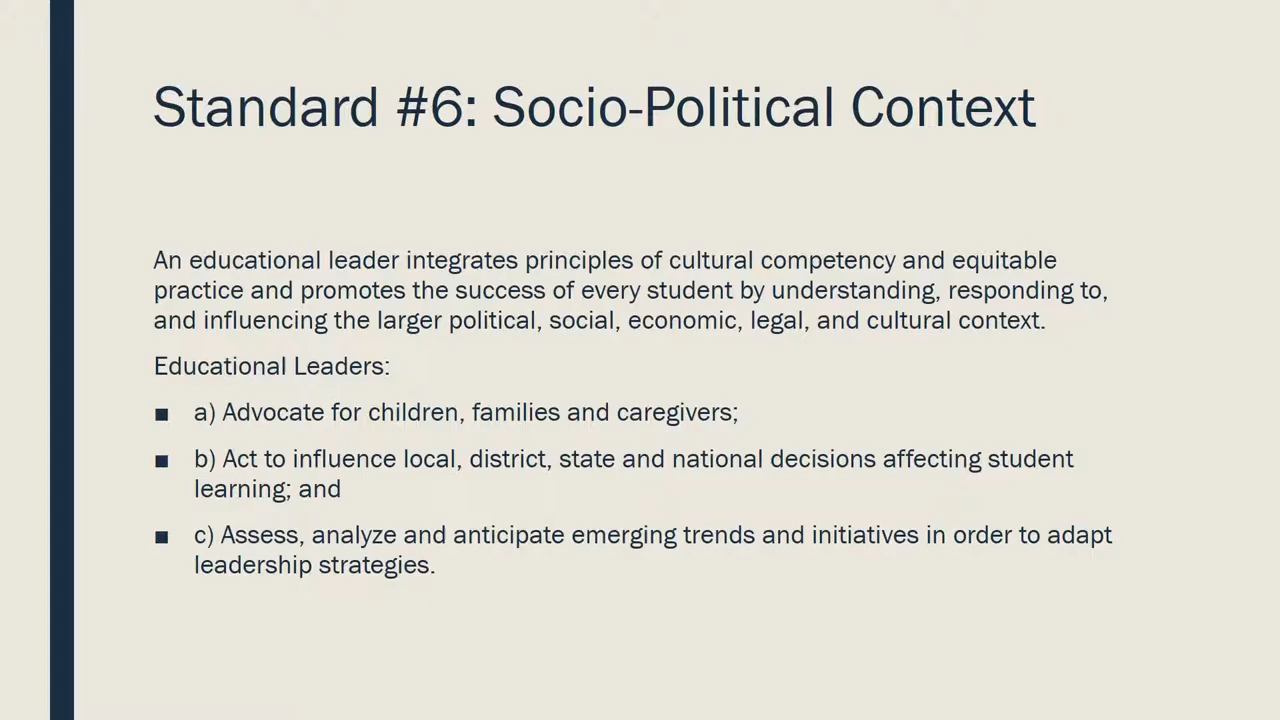 Standard #6: Socio-Political Context
An educational leader integrates principles of cultural competency and equitable
practice and promotes the success of every student by understanding, responding to,
and influencing the larger political, social, economic, legal, and cultural context.
Educational Leaders:
■ a) Advocate for children, families and caregivers;
■ b) Act to influence local, district, state and national decisions affecting student
learning; and
■ c) Assess, analyze and anticipate emerging trends and initiatives in order to adapt
leadership strategies.